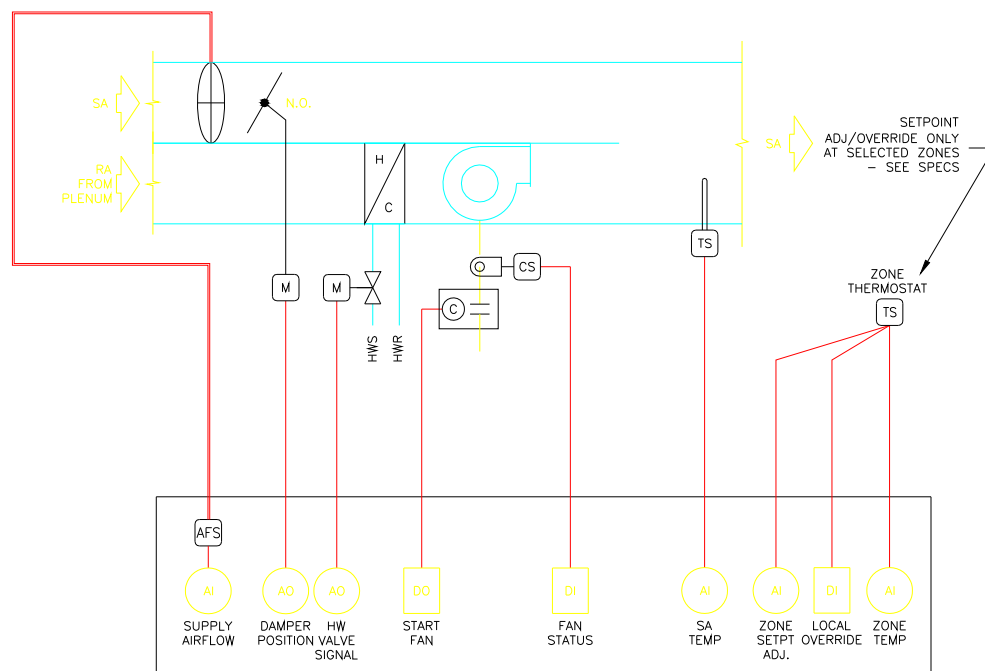 SA
N.O.
RA
FROM
PLENUM
H
C
SA
SETPOINT
ADJ/OVERRIDE ONLY
AT SELECTED ZONES
– SEE SPECS
TS
CS
M
M
C
HWS
HWR
ZONE
THERMOSTAT
TS
AFS
AI
AO
AO
DO
DI
AI
AI
DI
AI
SUPPLY
AIRFLOW
DAMPER
POSITION
HW
VALVE
SIGNAL
START
FAN
FAN
STATUS
SA
TEMP
ZONE
SETPT
ADJ.
LOCAL
OVERRIDE
ZONE
TEMP